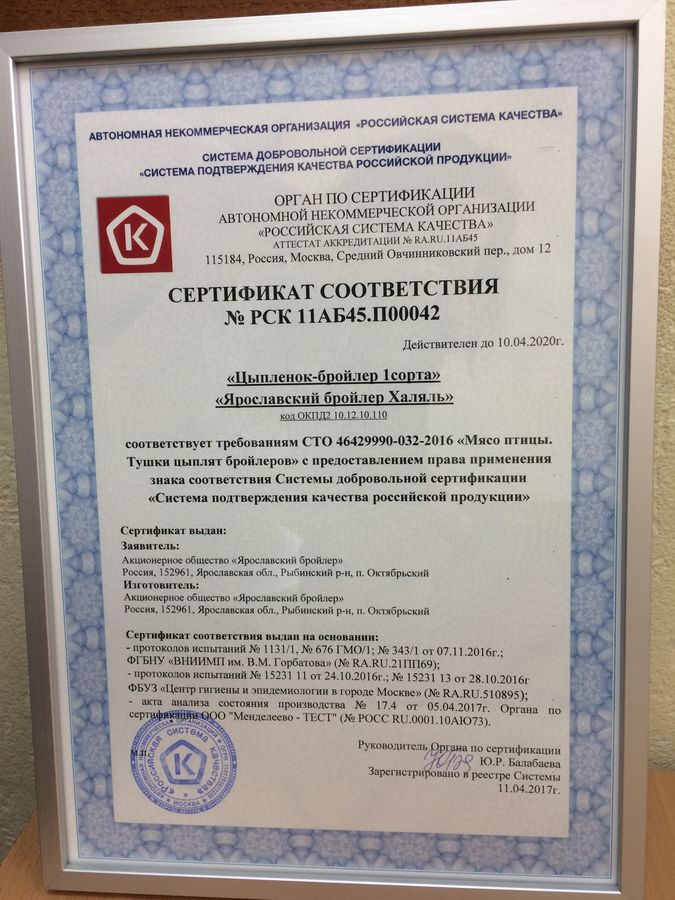 АВТОНОМНАЯ НЕКОММЕРЧЕСКАЯ ОРГАНИЗАЦИЯ «РОССИЙСКАЯ СИСТЕМА КАЧЕСТВА»
СИСТЕМА ДОБРОВОЛЬНОЙ СЕРТИФИКАЦИИ
«СИСТЕМА ПОДТВЕРЖДЕНИЯ КАЧЕСТВА РОССИЙСКОЙ ПРОДУКЦИИ»
К
ОРГАН ПО СЕРТИФИКАЦИИ
АВТОНОМНОЙ НЕКОММЕРЧЕСКОЙ ОРГАНИЗАЦИИ
«РОССИЙСКАЯ СИСТЕМА КАЧЕСТВА»
АТТЕСТАТ АККРЕДИТАЦИИ № RA.RU.11АБ45
115184, Россия, Москва, Средний Овчинниковский пер., дом 12
СЕРТИФИКАТ СООТВЕТСТВИЯ
№ РСК 11АБ45.П00042
Действителен до 10.04.2020г.
«Цыпленок-бройлер 1сорта»
«Ярославский бройлер Халяль»
код ОКПД2 10.12.10.110
соответствует требованиям СТО 46429990-032-2016 «Мясо птицы.
Тушки цыплят бройлеров» с предоставлением права применения
знака соответствия Системы добровольной сертификации
«Система подтверждения качества российской продукции»
Сертификат выдан:
Заявитель:
Акционерное общество «Ярославский бройлер»
Россия, 152961, Ярославская обл., Рыбинский р-н, п. Октябрьский
Изготовитель:
Акционерное общество «Ярославский бройлер»
Россия, 152961, Ярославская обл., Рыбинский р-н, п. Октябрьский
Сертификат соответствия выдан на основании:
- протоколов испытаний № 1131/1, № 676 ГМО/1; № 343/1 от 07.11.2016г.;
ФГБНУ «ВНИИМП им. В.М. Горбатова» (№ RA.RU.21ПП69);
- протоколов испытаний № 15231 11 от 24.10.2016г.; № 15231 13 от 28.10.2016г
ФБУЗ «Центр гигиены и эпидемиологии в городе Москве» (№ RA.RU.510895);
- акта анализа состояния производства № 17.4 от 05.04.2017г. Органа по
сертификации ООО "Менделеево - ТЕСТ" (№ РОСС RU.0001.10АЮ73).
М.П.
Руководитель Органа по сертификации
Ю.Р. Балабаева
Зарегистрировано в реестре Системы
11.04.2017г.
«Российская система качества»
К
МОСКВА